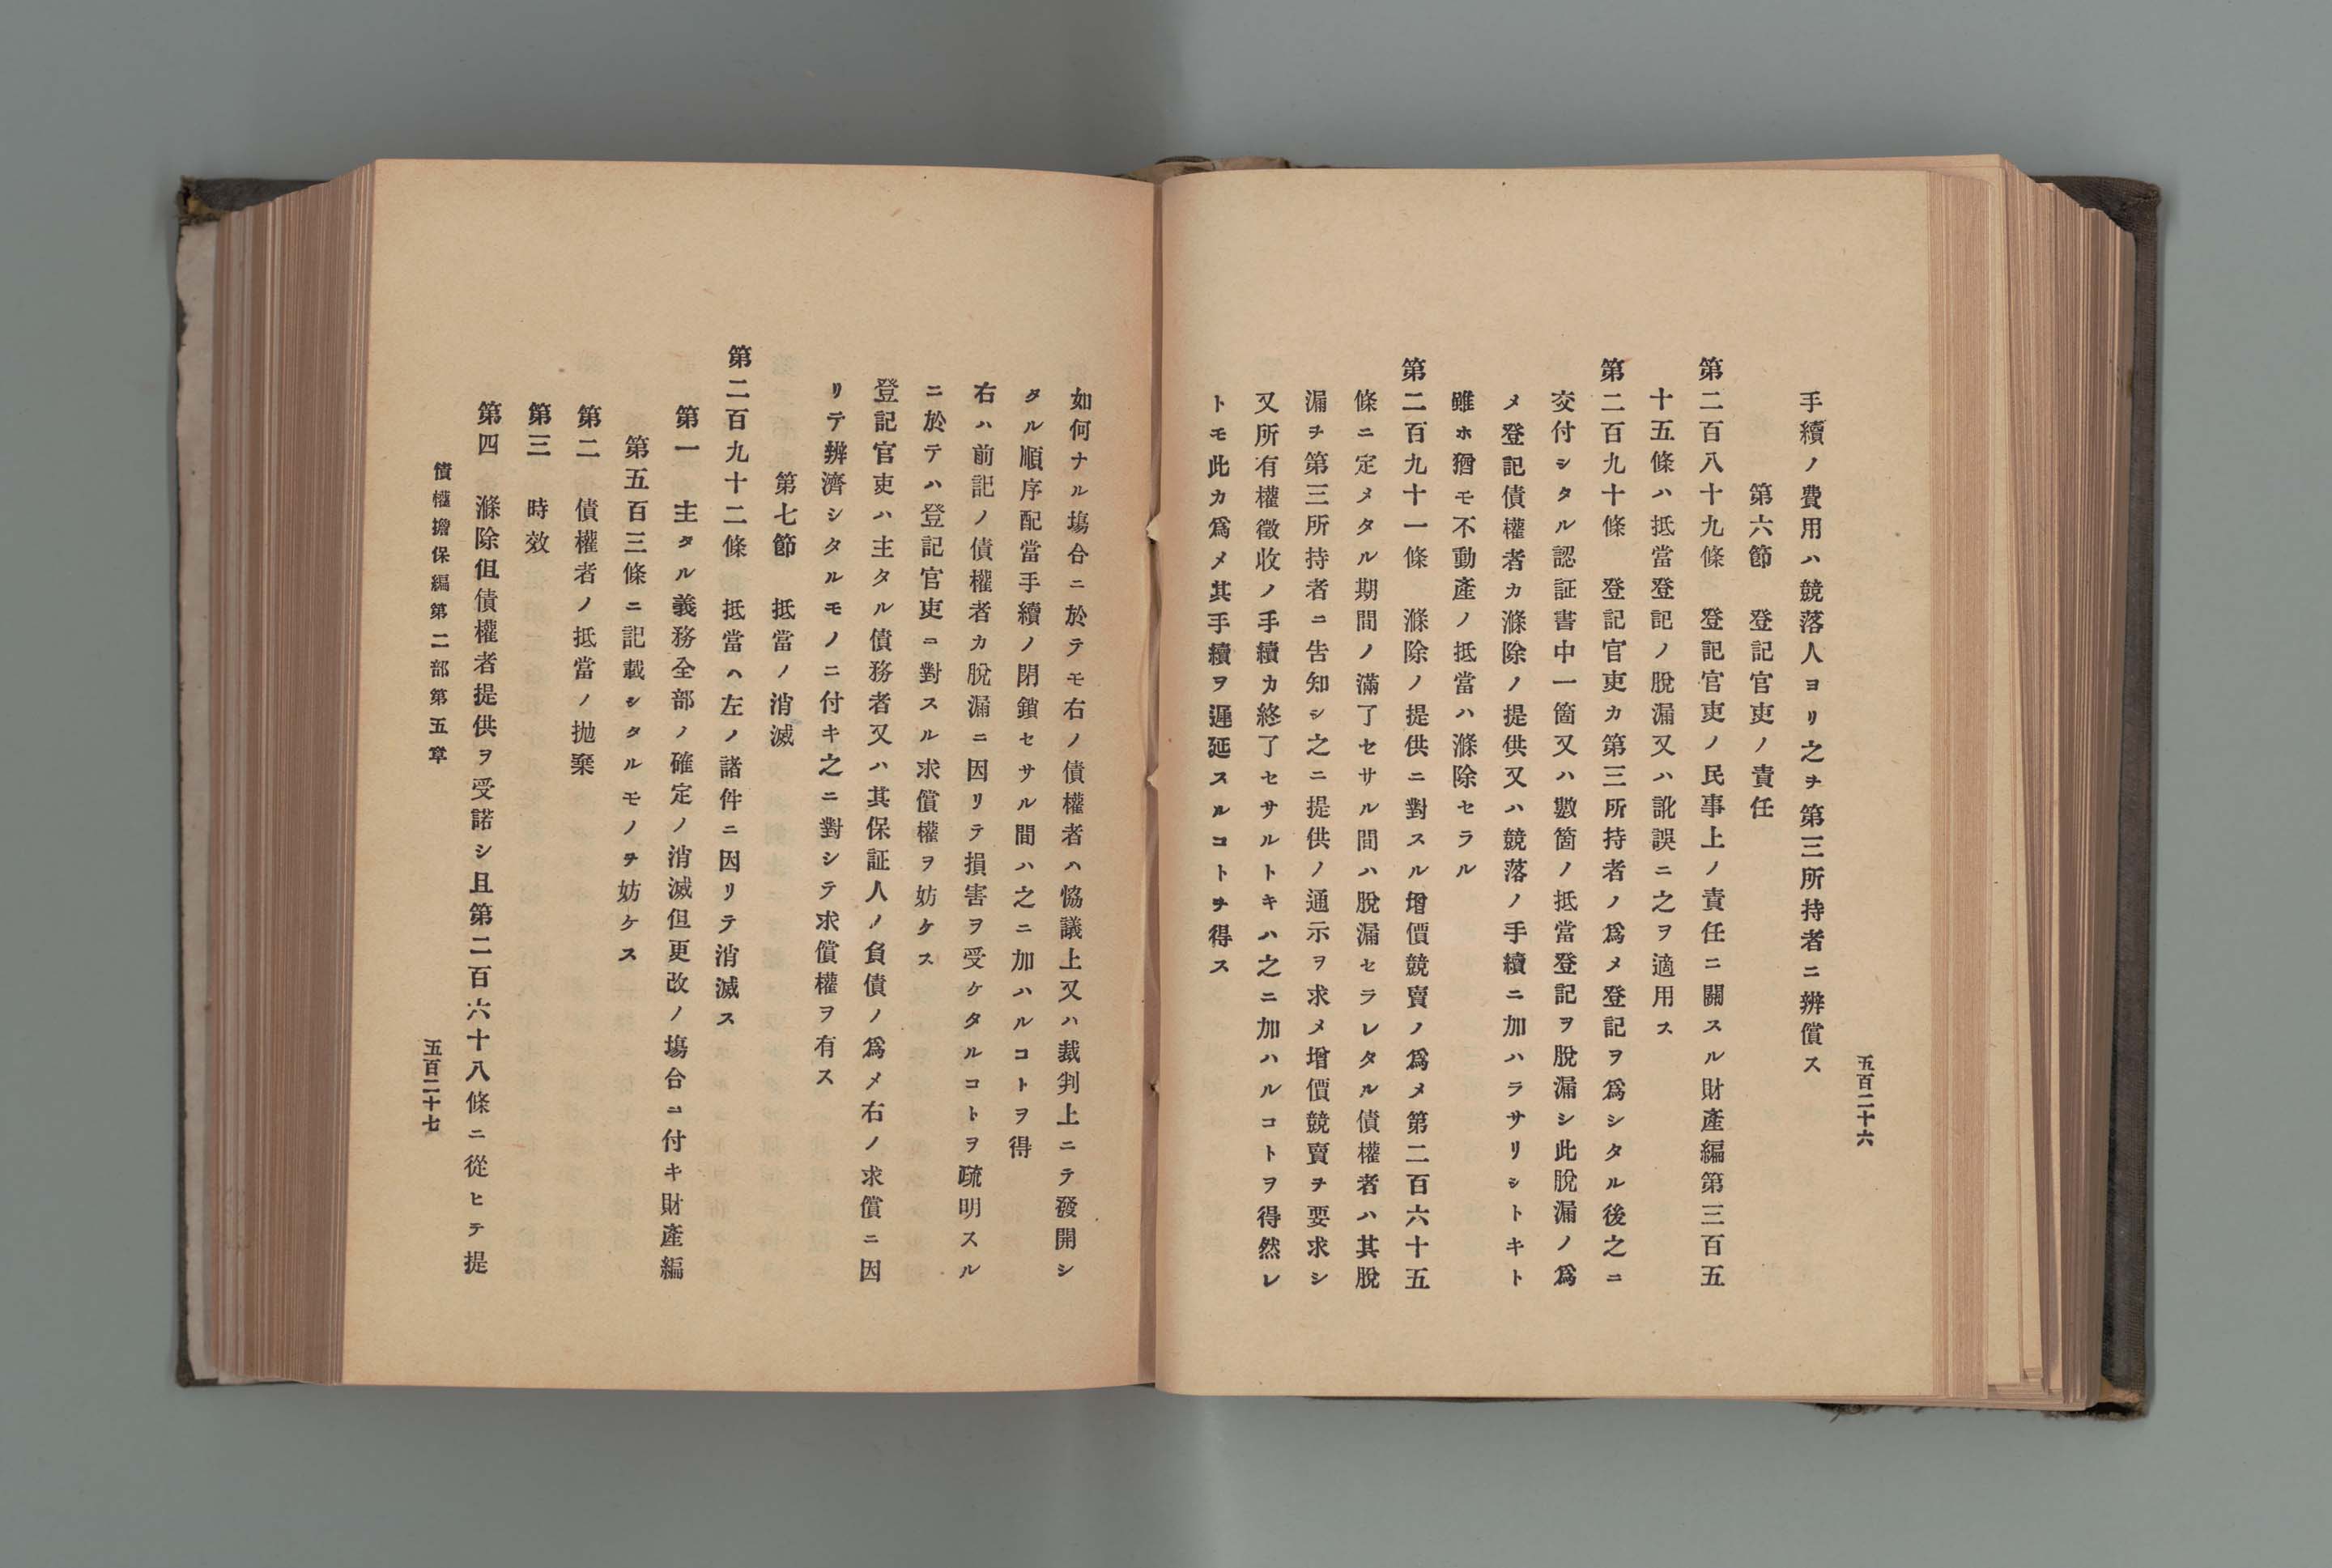 五百二十六
手續ノ費用ハ競落人ヨリ之ヲ第三所持者ニ辨償ス
第六節　登記官吏ノ責任
第二百八十九條　登記官吏ノ民事上ノ責任ニ關スル財產編第三百五
十五條ハ抵當登記ノ脫漏又ハ訛誤ニ之ヲ適用ス
第二百九十條　登記官吏カ第三所持者ノ爲メ登記ヲ爲シタル後之ニ
交付シタル認証書中一箇又ハ數箇ノ抵當登記ヲ脫漏シ此脫漏ノ爲
メ登記債權者カ滌除ノ提供又ハ競落ノ手續ニ加ハラサリシトキト
雖ホ猶モ不動產ノ抵當ハ滌除セラル
第二百九十一條　滌除ノ提供ニ對スル增價競賣ノ爲メ第二百六十五
條ニ定メタル期間ノ滿了セサル間ハ脫漏セラレタル債權者ハ其脫
漏ヲ第三所持者ニ告知シ之ニ提供ノ通示ヲ求メ增價競賣ヲ要求シ
又所有權徵收ノ手續カ終了セサルトキハ之ニ加ハルコトヲ得然レ
トモ此カ爲メ其手續ヲ遲延スルコトヲ得ス
如何ナル塲合ニ於テモ右ノ債權者ハ恊議上又ハ裁判上ニテ發開シ
タル順序配當手續ノ閉鎖セサル間ハ之ニ加ハルコトヲ得
右ハ前記ノ債權者カ脫漏ニ因リテ損害ヲ受ケタルコトヲ疏明スル
ニ於テハ登記官吏ニ對スル求償權ヲ妨ケス
登記官吏ハ主タル債務者又ハ其保証人ノ負債ノ爲メ右ノ求償ニ因
リテ辨濟シタルモノニ付キ之ニ對シテ求償權ヲ有ス
第七節　抵當ノ消滅
第二百九十二條　抵當ハ左ノ諸件ニ因リテ消滅ス
第一　主タル義務全部ノ確定ノ消滅但更改ノ塲合ニ付キ財產編
第五百三條ニ記載シタルモノヲ妨ケス
第二　債權者ノ抵當ノ抛棄
第三　時效
第四　滌除但債權者提供ヲ受諾シ且第二百六十八條ニ從ヒテ提
債權擔保編第二部第五章
五百二十七